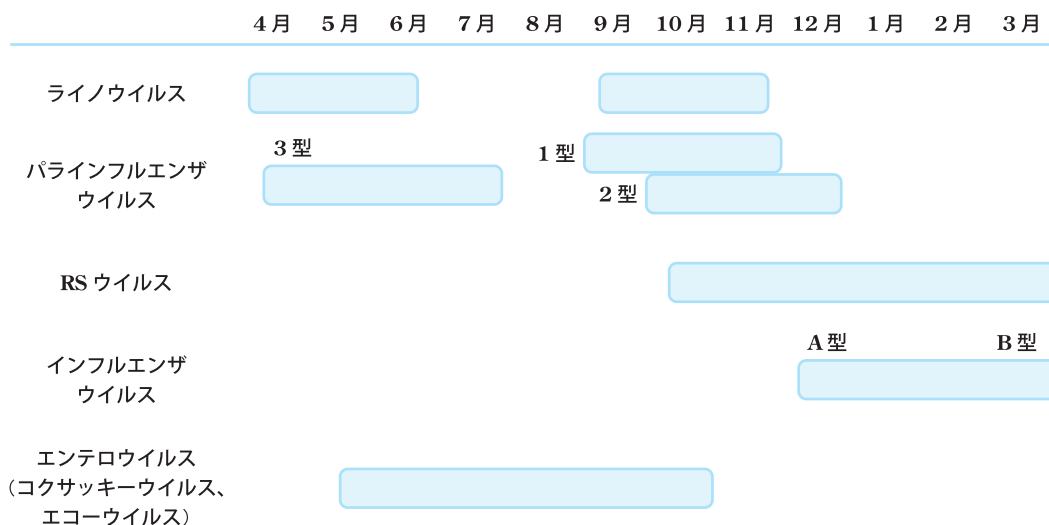 4月 5月 6月 7月 8月 9月 10月 11月 12月 1月 2月 3月
ライノウイルス
3型
1型
パラインフルエンザ
ウイルス
2型
RSウイルス
A型 B型
インフルエンザ
ウイルス
エンテロウイルス
（コクサッキーウイルス、
エコーウイルス）